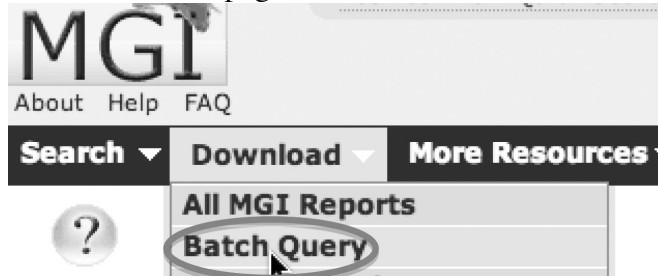 MGI
About Help FAQ
Search Download More Resources
?
All MGI Reports
Batch Query